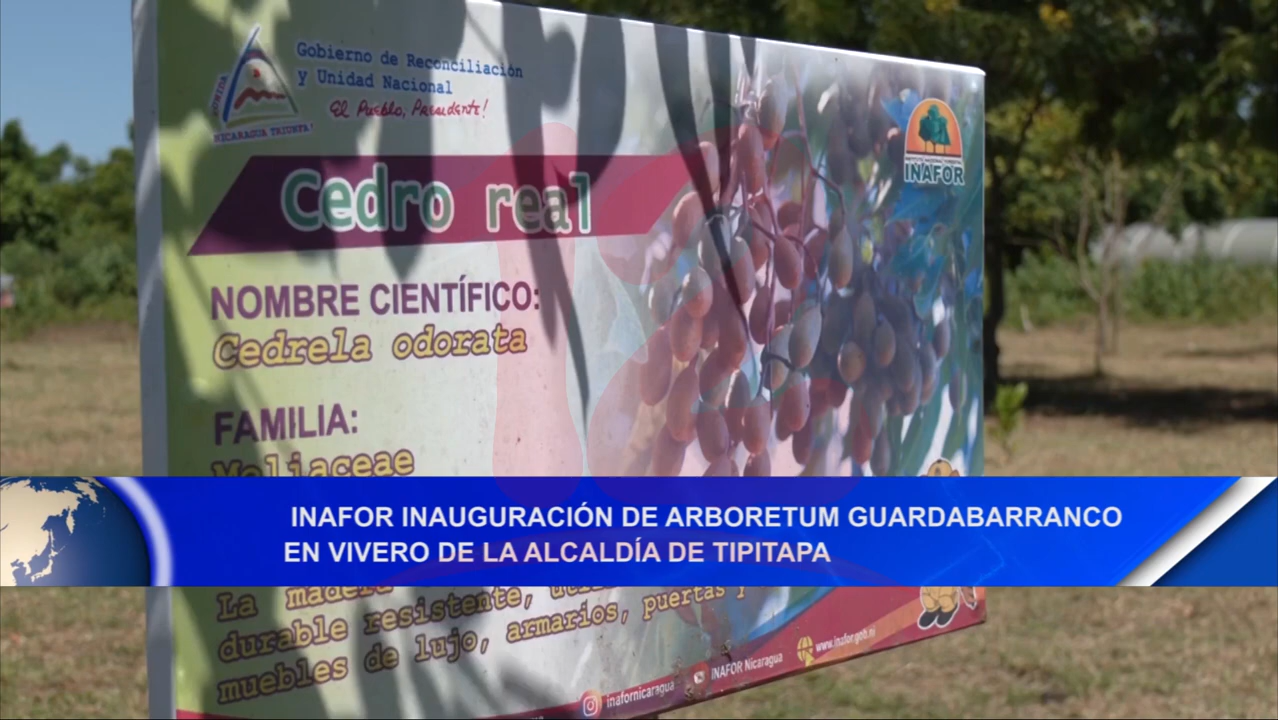 Gobierno de Reconciliación
y Unidad Nacional
El Pueblo, Presidente!
NICARAGUA TRIUNFA!
INAFOR
Cedro real
NOMBRE CIENTÍFICO:
Cedrela odorata
FAMILIA:
Meliaceae
INAFOR INAUGURACIÓN DE ARBORETUM GUARDABARRANCO
EN VIVERO DE LA ALCALDÍA DE TIPITAPA
La madera
durable resistente,
muebles de lujo, armarios, puertas y
inafornicaragua
INAFOR Nicaragua
www.inafor.gob.ni